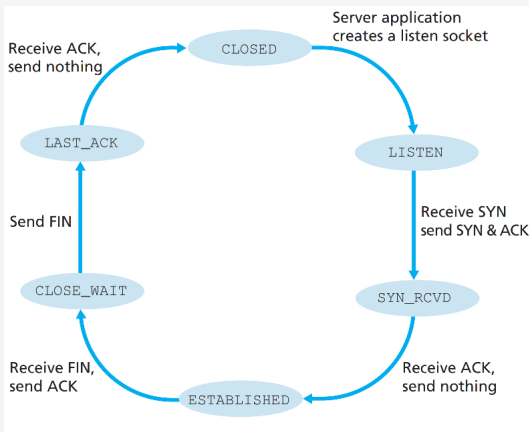 Server application
creates a listen socket
Receive ACK,
send nothing
CLOSED
LAST_ACK
LISTEN
Send FIN
Receive SYN
send SYN & ACK
CLOSE_WAIT
SYN_RCVD
Receive FIN,
send ACK
Receive ACK,
send nothing
ESTABLISHED